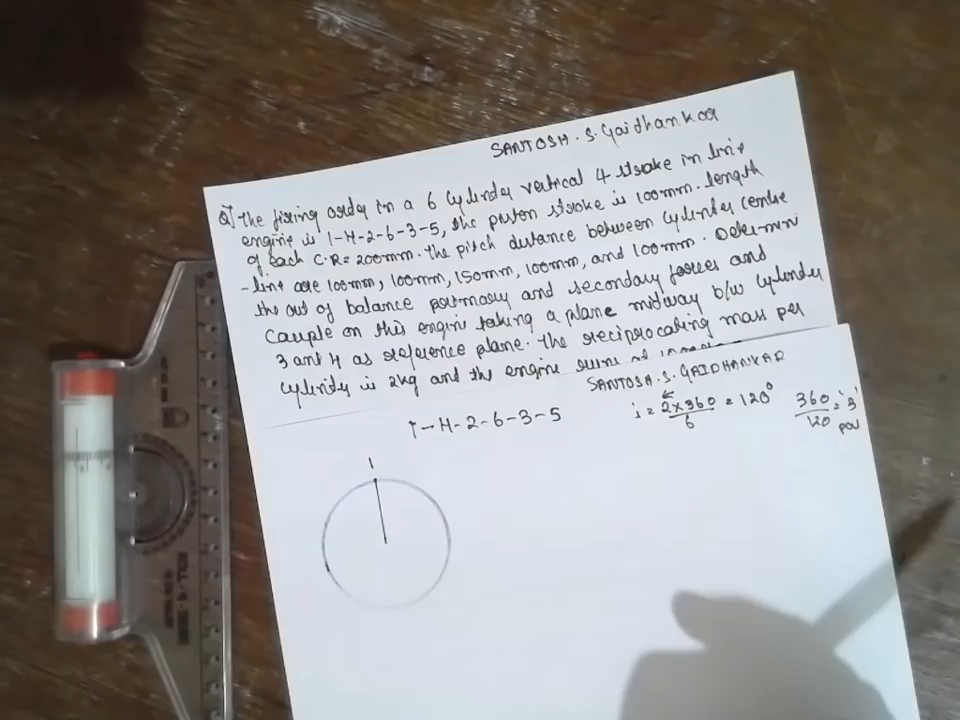 SANTOSH.S.Gaidhankar
Q] The firing order in a 6 cylinder vertical 4 stroke in line
engine is 1-4-2-6-3-5, the piston stroke is 100mm. length
of each C.R = 200mm. the pitch distance between cylinder centre
-line are 100mm, 100mm, 150mm, 100mm, and 100mm. Determini
the out of balance primary and secondary forces and
Couple on this engine taking a plane midway b/w cylinder
3 and 4 as reference plane. The reciprocating mass per
cylinder is 2kg and the engine runs at
SANTOSH.S.GAIDHANKAR
1-4-2-6-3-5
i = 2x360/6 = 120°
360/120 = '3'
1